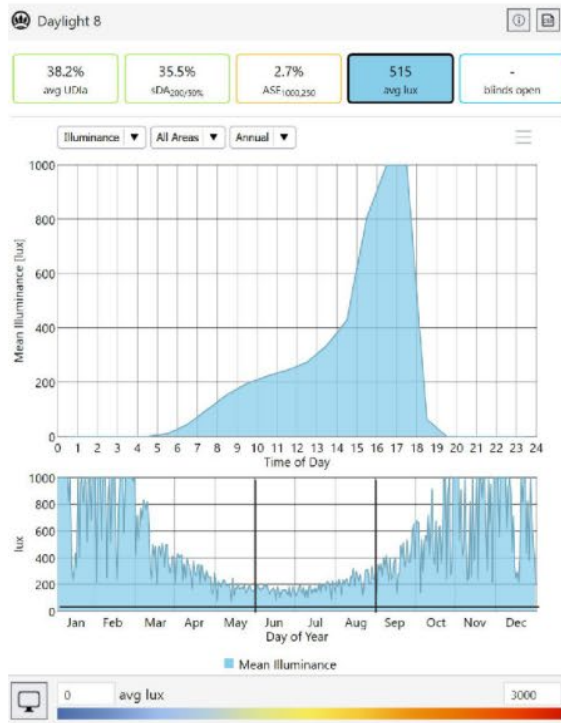 Daylight 8
38.2% 35.5% 2.7% 515 -
avg UDIa sDA200/50% ASE1000,250 avg lux blinds open
Illuminance ▼ All Areas ▼ Annual ▼
1000
800
600
400
200
0
Mean Illuminance [lux]
0 1 2 3 4 5 6 7 8 9 10 11 12 13 14 15 16 17 18 19 20 21 22 23 24
Time of Day
1000
800
600
400
200
0
lux
Jan Feb Mar Apr May Jun Jul Aug Sep Oct Nov Dec
Day of Year
Mean Illuminance
0 avg lux 3000